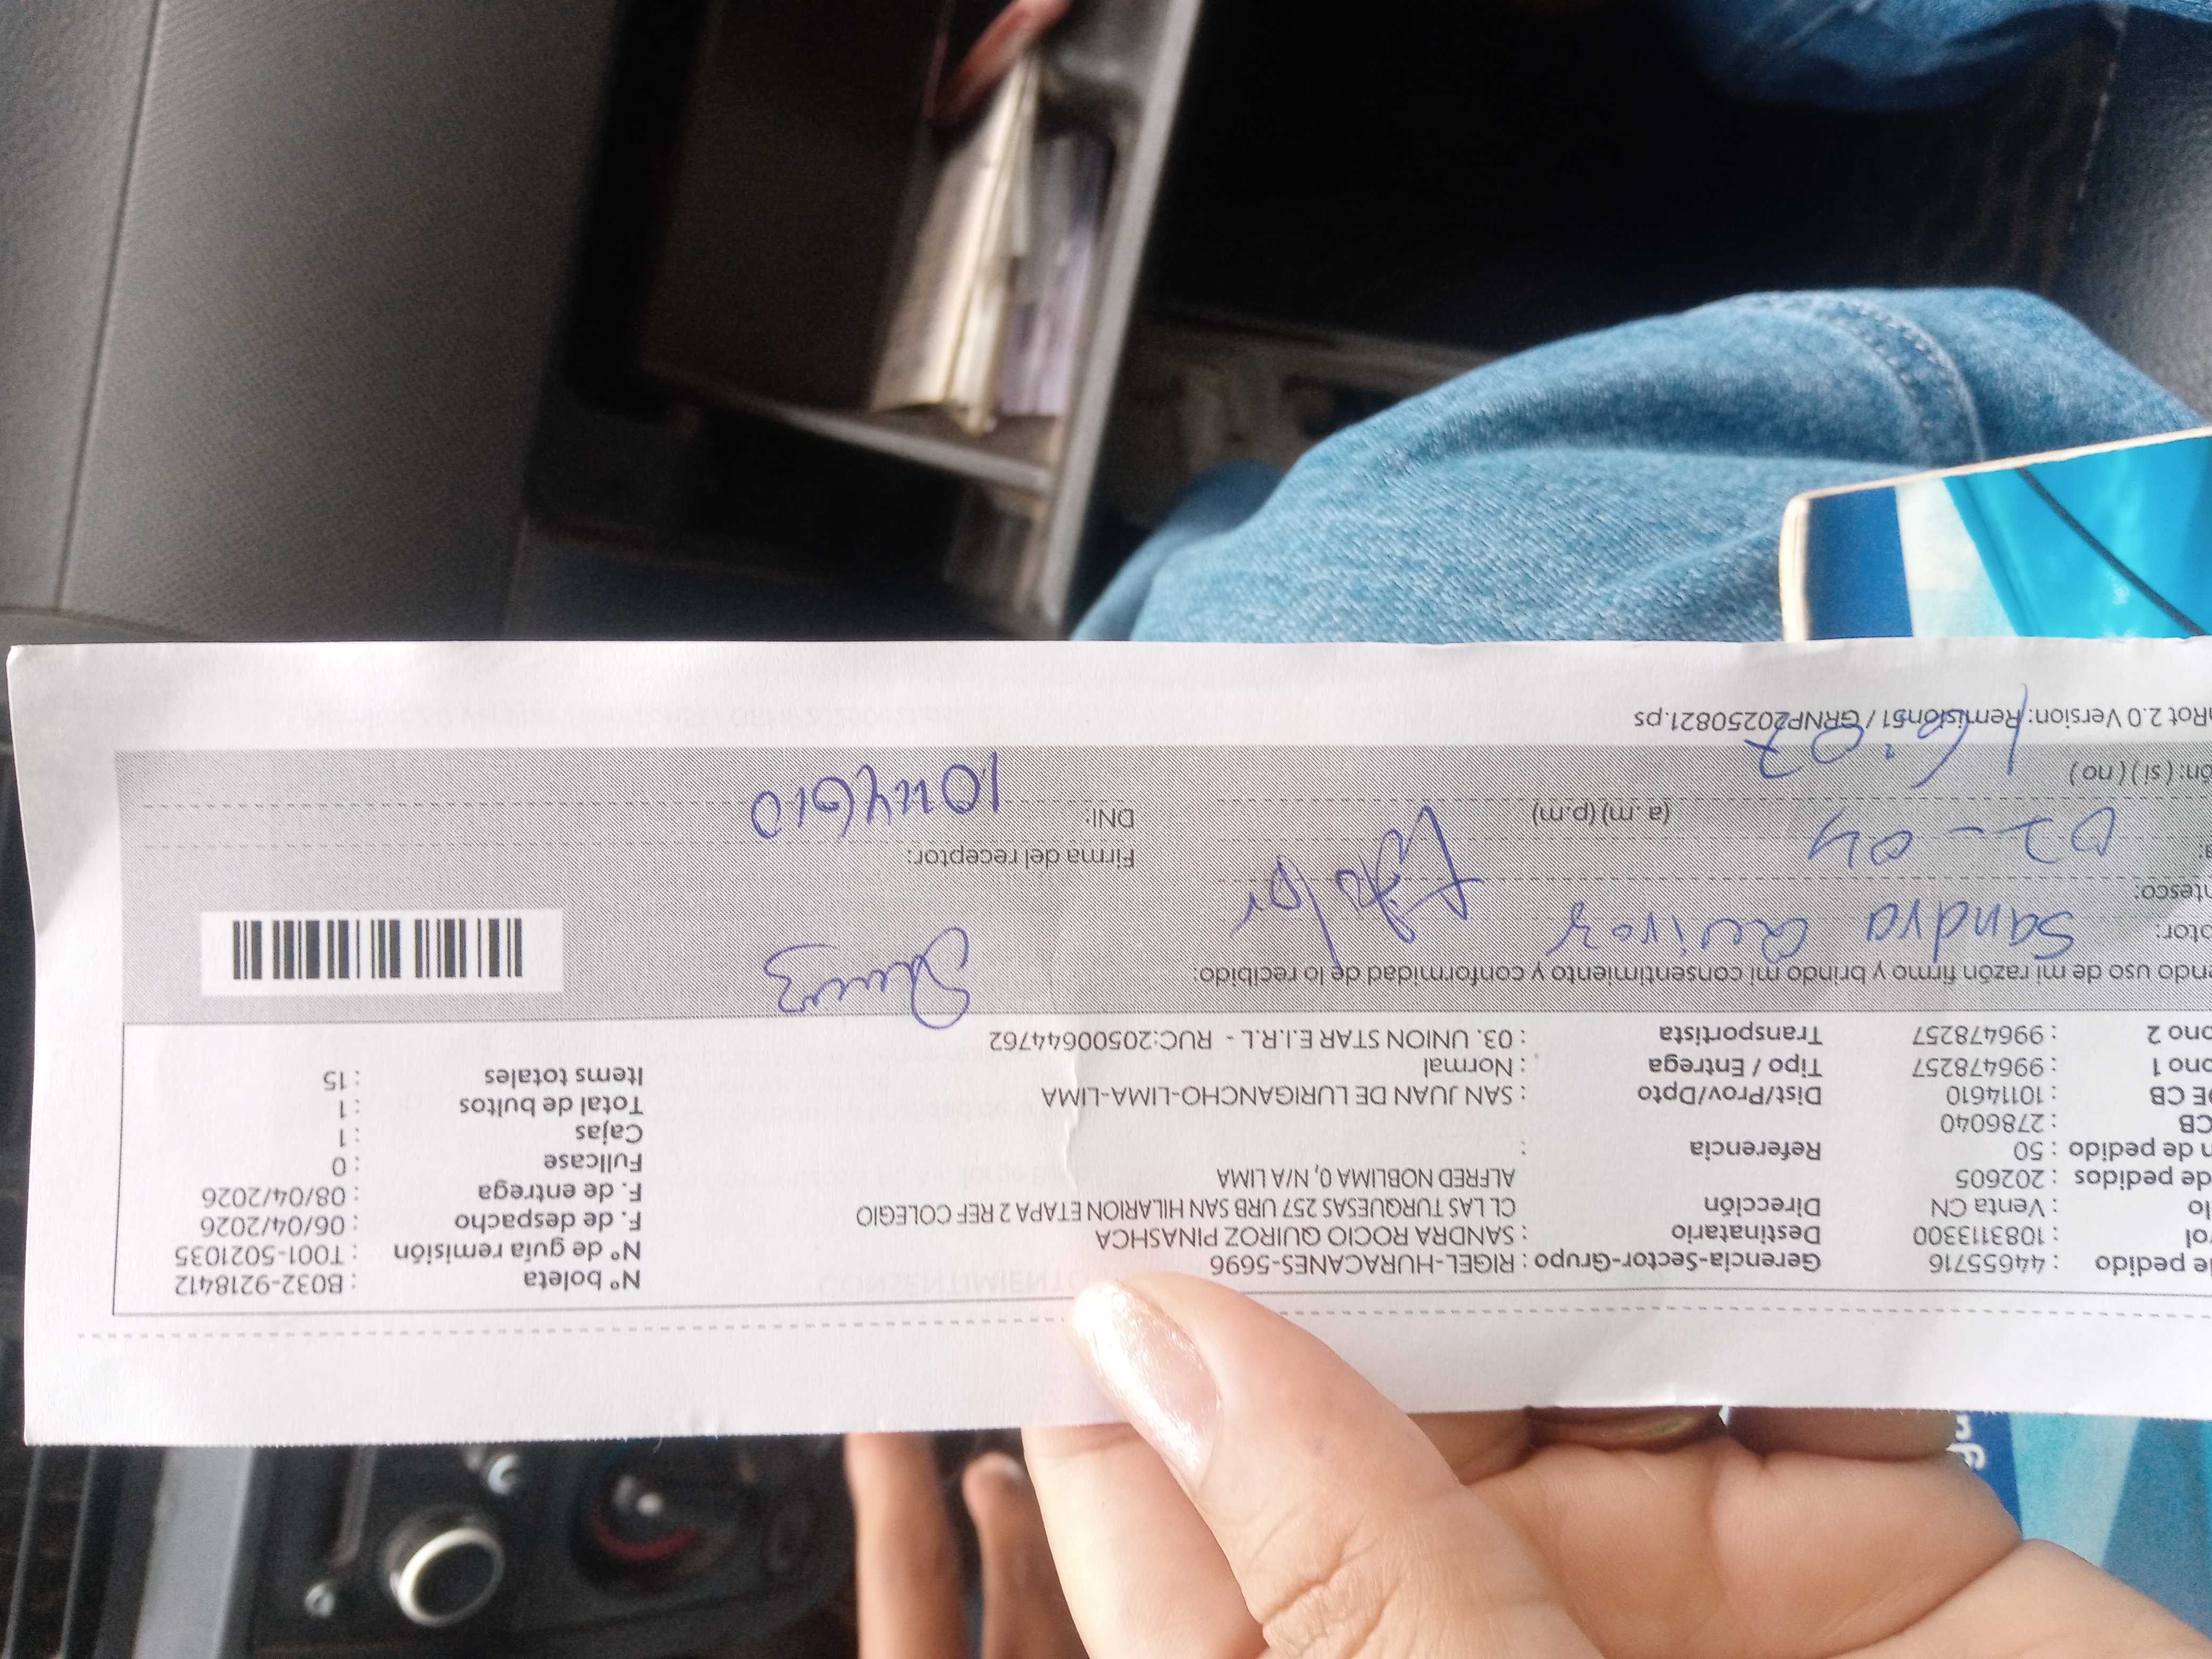 de pedido : 44655716 Gerencia-Sector-Grupo : RIGEL-HURACANES-5696 N° boleta : B032-9218412
ol : 1083113300 Destinatario : SANDRA ROCIO QUIROZ PINASHCA N° de guía remisión : T001-5021035
lo : Venta CN Dirección CL LAS TURQUESAS 257 URB SAN HILARION ETAPA 2 REF COLEGIO F. de despacho : 06/04/2026
de pedidos : 202605 ALFRED NOBLIMA 0, N/A LIMA F. de entrega : 08/04/2026
n de pedido : 50 Referencia : Fullcase : 0
CB : 2786040 Cajas : 1
DE CB : 10114610 Dist/Prov/Dpto : SAN JUAN DE LURIGANCHO-LIMA-LIMA Total de bultos : 1
ono 1 : 996478257 Tipo / Entrega : Normal Items totales : 15
ono 2 : 996478257 Transportista : 03. UNION STAR E.I.R.L - RUC:20500644762
endo uso de mi razón firmo y brindo mi consentimiento y conformidad de lo recibido:
ptor: Sandra Quiroz
ntesco: Titular
Firma del receptor:
a: 07-04 (a.m) (p.m) DNI: 10114610
ón: (si) (no) 16:07
Rot 2.0 Version: Remision51 / GRNP20250821.ps